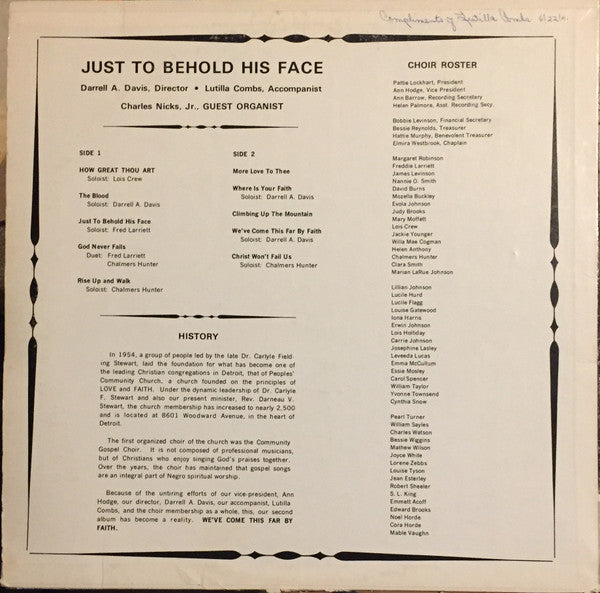 Compliments of Lutilla Combs
JUST TO BEHOLD HIS FACE
Darrell A. Davis, Director • Lutilla Combs, Accompanist
Charles Nicks, Jr., GUEST ORGANIST
SIDE 1
HOW GREAT THOU ART
Soloist: Lois Crew
The Blood
Soloist: Darrell A. Davis
Just To Behold His Face
Soloist: Fred Larriett
God Never Fails
Duet: Fred Larriett
Chalmers Hunter
Rise Up and Walk
Soloist: Chalmers Hunter
SIDE 2
More Love To Thee
Where Is Your Faith
Soloist: Darrell A. Davis
Climbing Up The Mountain
We've Come This Far By Faith
Soloist: Darrell A. Davis
Christ Won't Fail Us
Soloist: Chalmers Hunter
HISTORY
In 1954, a group of people led by the late Dr. Carlyle Field
ing Stewart, laid the foundation for what has become one of
the leading Christian congregations in Detroit, that of Peoples'
Community Church, a church founded on the principles of
LOVE and FAITH. Under the dynamic leadership of Dr. Carlyle
F. Stewart and also our present minister, Rev. Darneau V.
Stewart, the church membership has increased to nearly 2,500
and is located at 8601 Woodward Avenue, in the heart of
Detroit.
The first organized choir of the church was the Community
Gospel Choir. It is not composed of professional musicians,
but of Christians who enjoy singing God's praises together.
Over the years, the choir has maintained that gospel songs
are an integral part of Negro spiritual worship.
Because of the untiring efforts of our vice-president, Ann
Hodge, our director, Darrell A. Davis, our accompanist, Lutilla
Combs, and the choir membership as a whole, this, our second
album has become a reality. WE'VE COME THIS FAR BY
FAITH.
CHOIR ROSTER
Pattie Lockhart, President
Ann Hodge, Vice President
Ann Barrow, Recording Secretary
Helen Palmore, Asst. Recording Secy.
Bobbie Levinson, Financial Secretary
Bessie Reynolds, Treasurer
Hattie Murphy, Benevolent Treasurer
Elmira Westbrook, Chaplain
Margaret Robinson
Freddie Larriett
James Levinson
Nannie O. Smith
David Burns
Mozella Buckley
Evola Johnson
Judy Brooks
Mary Moffett
Lois Crew
Jackie Younger
Willa Mae Cogman
Helen Anthony
Chalmers Hunter
Clara Smith
Marian LaRue Johnson
Lillian Johnson
Lucile Hurd
Lucile Flagg
Louise Gatewood
Iona Harris
Erwin Johnson
Lois Holliday
Carrie Johnson
Josephine Lasley
Leveeda Lucas
Emma McCullum
Essie Mosley
Carol Spencer
William Taylor
Yvonne Townsend
Cynthia Snow
Pearl Turner
William Sayles
Charles Watson
Bessie Wiggins
Mathew Wilson
Joyce White
Lorene Zebbs
Louise Tyson
Jean Esterley
Robert Sheeler
S. L. King
Emmett Acoff
Edward Brooks
Noel Horde
Cora Horde
Mable Vaughn